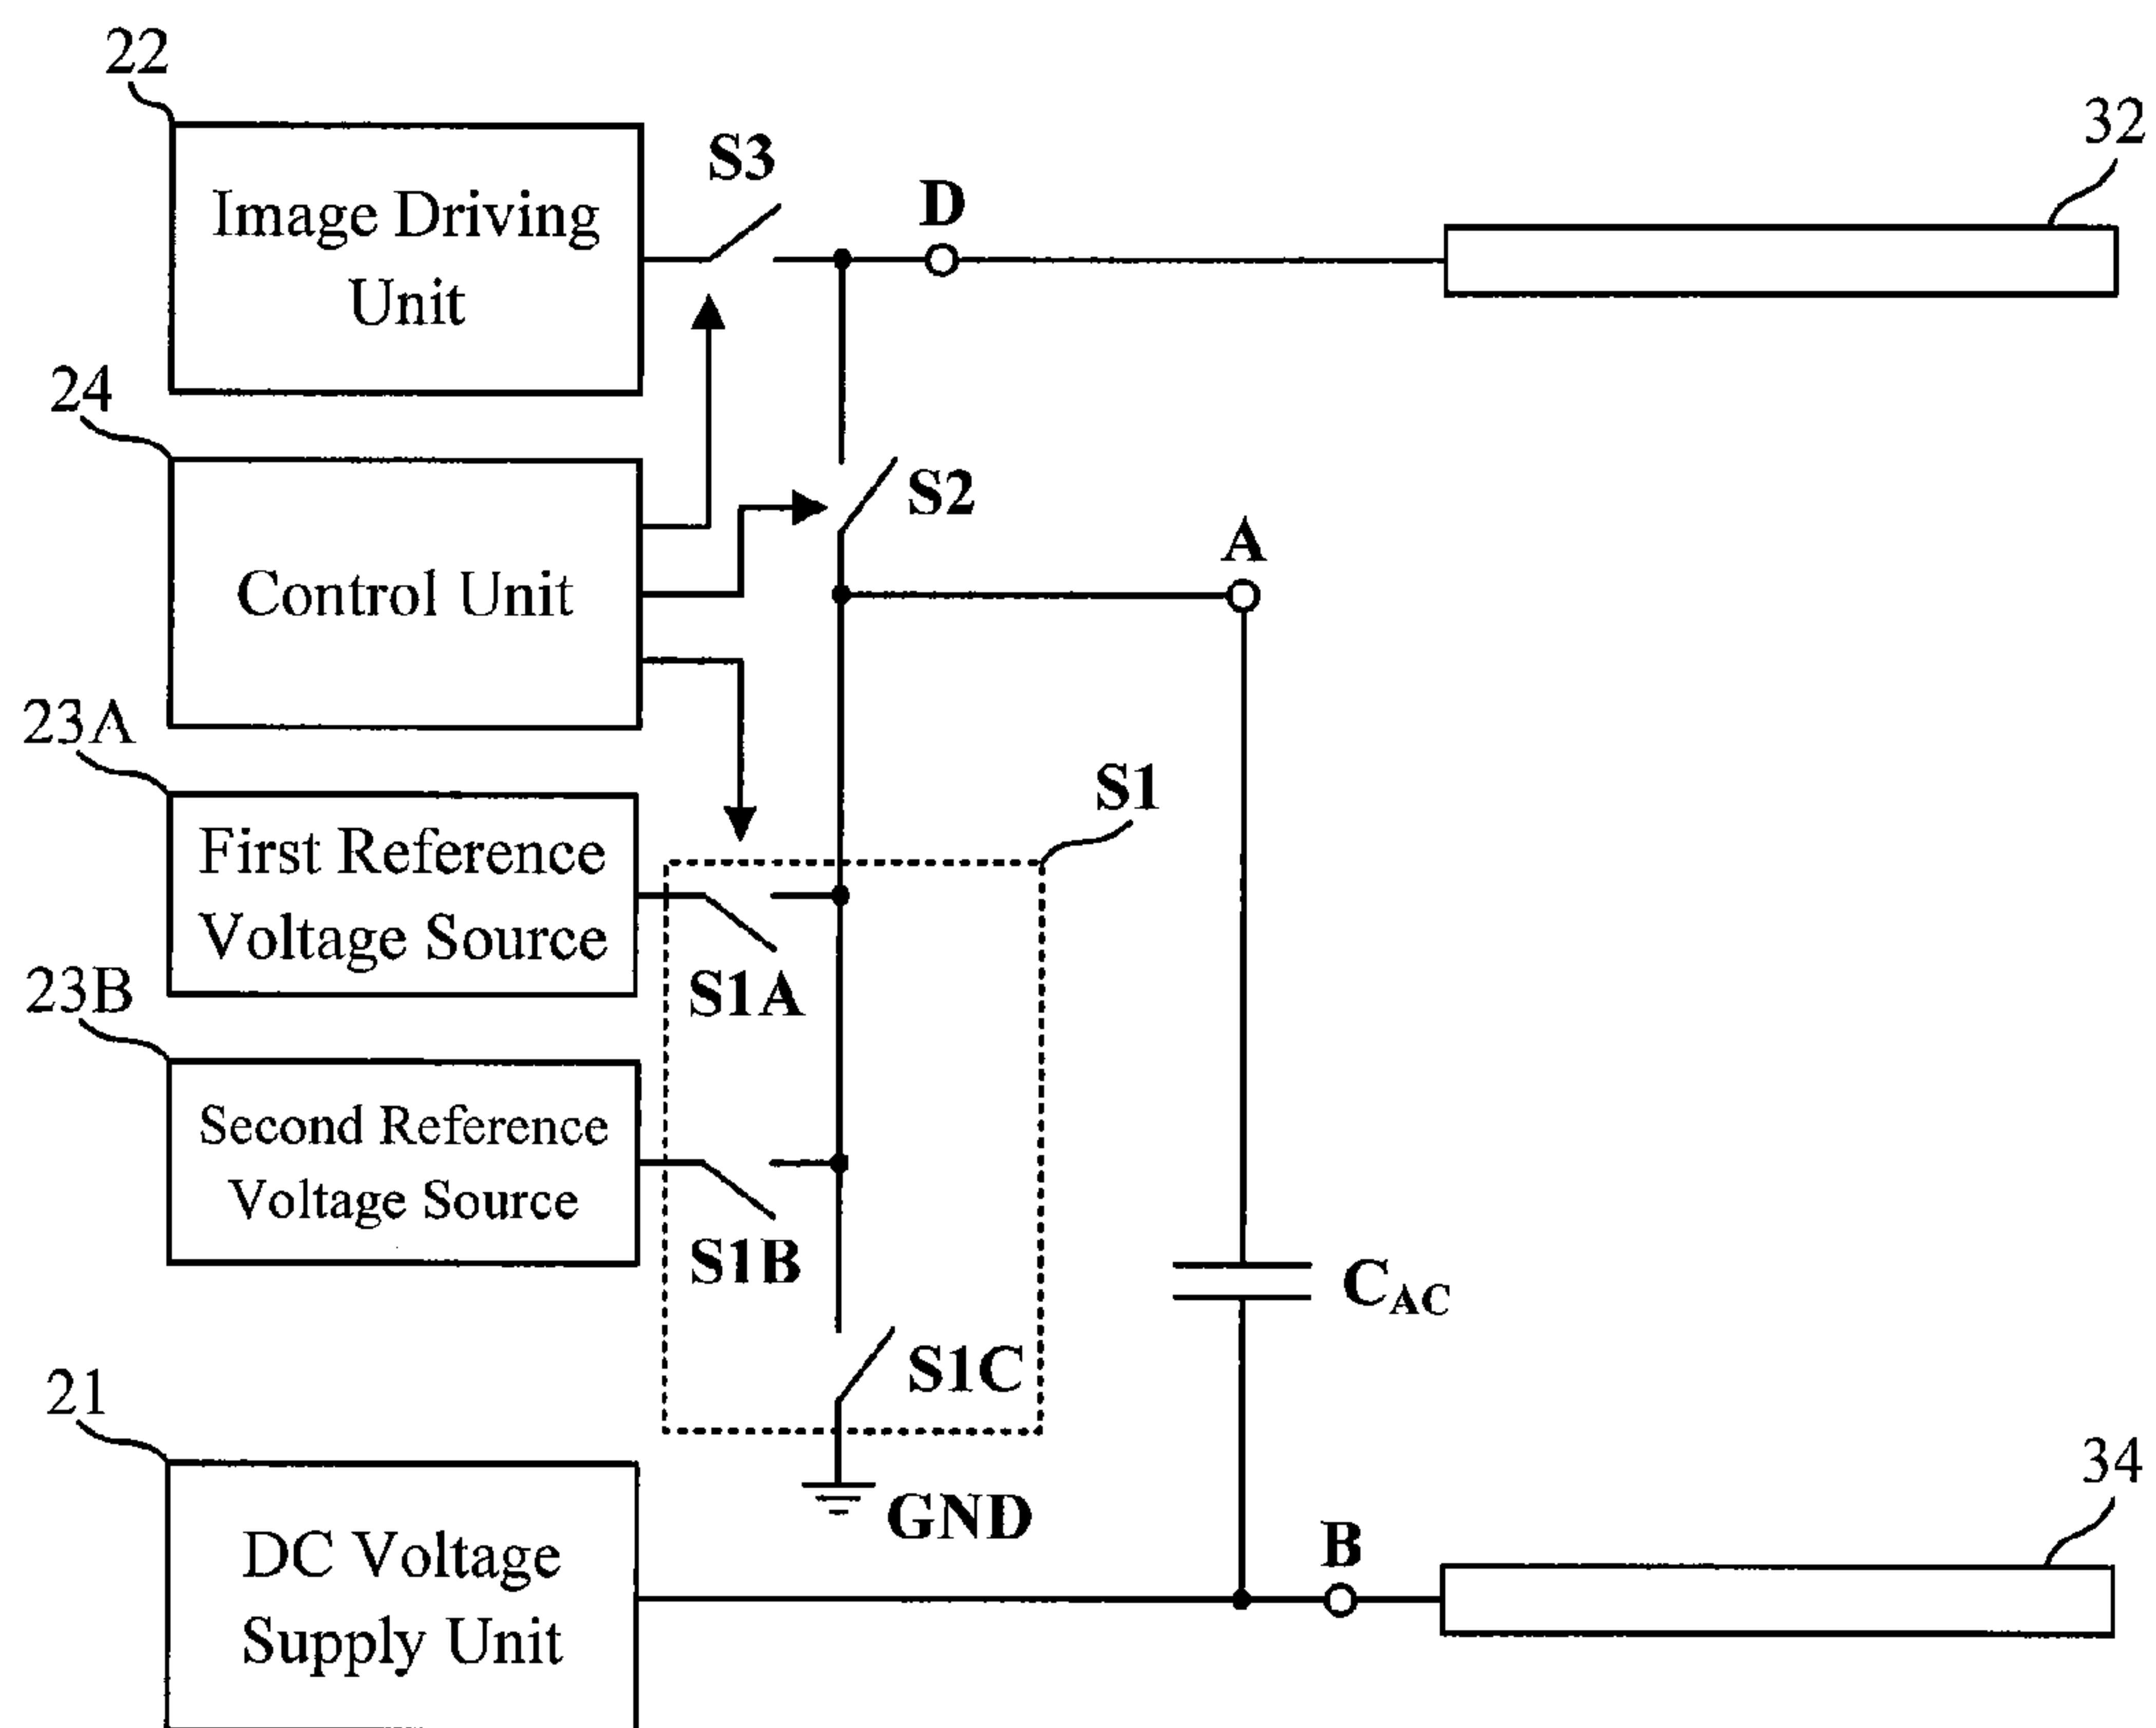 22
Image Driving
Unit
S3
D
32
24
Control Unit
S2
A
23A
First Reference
Voltage Source
S1
S1A
23B
Second Reference
Voltage Source
S1B
CAC
S1C
21
DC Voltage
Supply Unit
GND
B
34